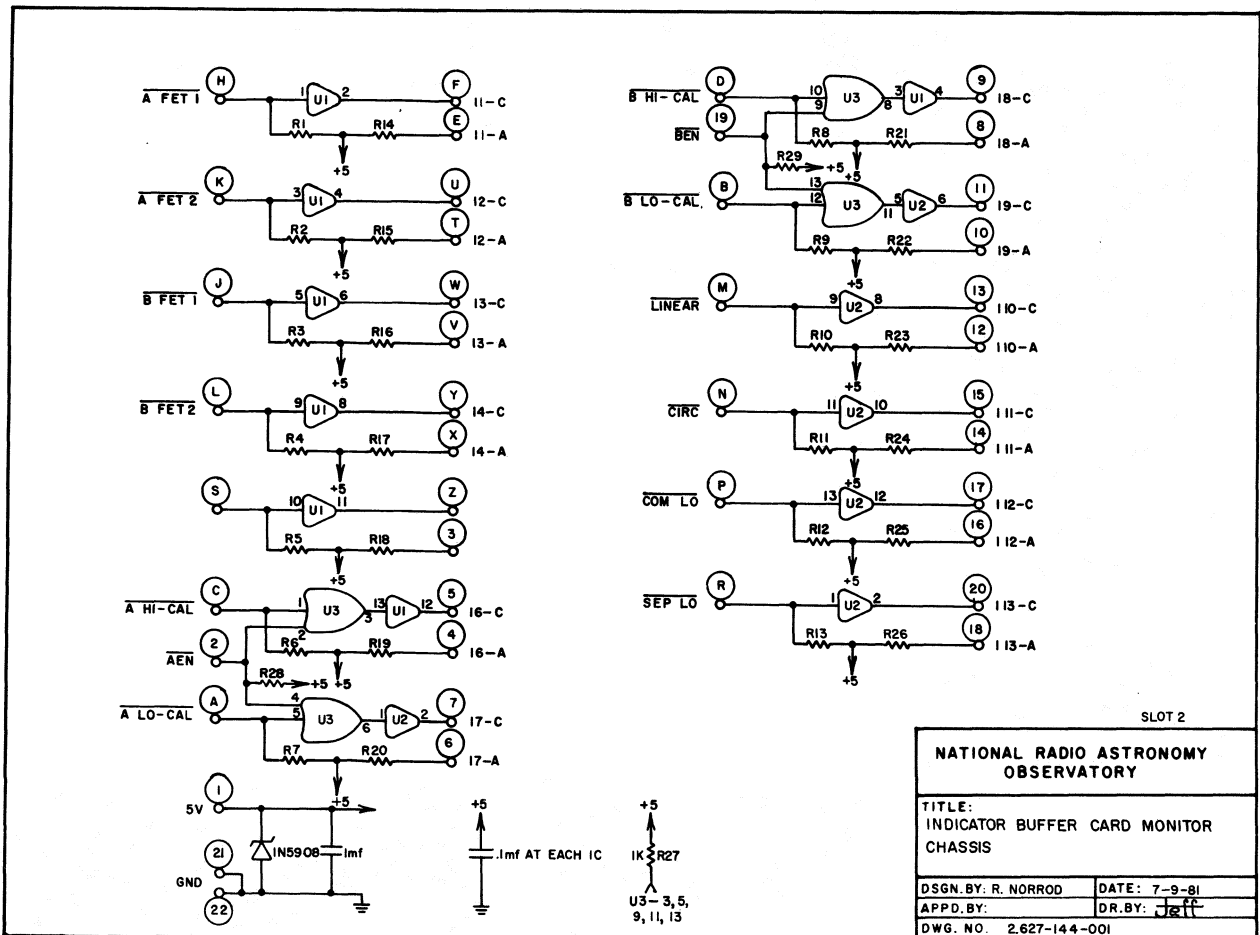 H
A FET 1
1 U1 2
F
11-C
R1
R14
E
11-A
+5
K
A FET 2
3 U1 4
U
12-C
R2
R15
T
12-A
+5
J
B FET 1
5 U1 6
W
13-C
R3
R16
V
13-A
+5
L
B FET 2
9 U1 8
Y
14-C
R4
R17
X
14-A
+5
S
10 U1 11
Z
R5
R18
3
+5
C
A HI-CAL
1
2
U3
3
13 U1 12
5
16-C
2
AEN
R6
R19
4
16-A
R28
+5
+5
A
A LO-CAL
4
5
U3
6
1 U2 2
7
17-C
R7
R20
6
17-A
+5
1
5V
1N5908
1mf
21
GND
22
+5
.1mf AT EACH IC
+5
1K R27
U3-3, 5,
9, 11, 13
D
B HI-CAL
10
9
U3
8
3 U1 4
9
18-C
19
BEN
R8
R21
8
18-A
R29
+5
+5
B
B LO-CAL
13
12
U3
11
5 U2 6
11
19-C
R9
R22
10
19-A
+5
M
LINEAR
9 U2 8
13
110-C
R10
R23
12
110-A
+5
N
CIRC
11 U2 10
15
111-C
R11
R24
14
111-A
+5
P
COM LO
13 U2 12
17
112-C
R12
R25
16
112-A
+5
R
SEP LO
1 U2 2
20
113-C
R13
R26
18
113-A
+5
SLOT 2
NATIONAL RADIO ASTRONOMY
OBSERVATORY
TITLE:
INDICATOR BUFFER CARD MONITOR
CHASSIS
DSGN. BY: R. NORROD
DATE: 7-9-81
APPD. BY:
DR. BY: Jeff
DWG. NO. 2.627-144-001